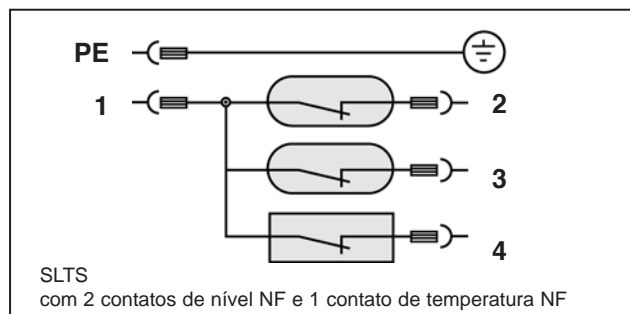 PE
1 2
3
4
SLTS
com 2 contatos de nível NF e 1 contato de temperatura NF